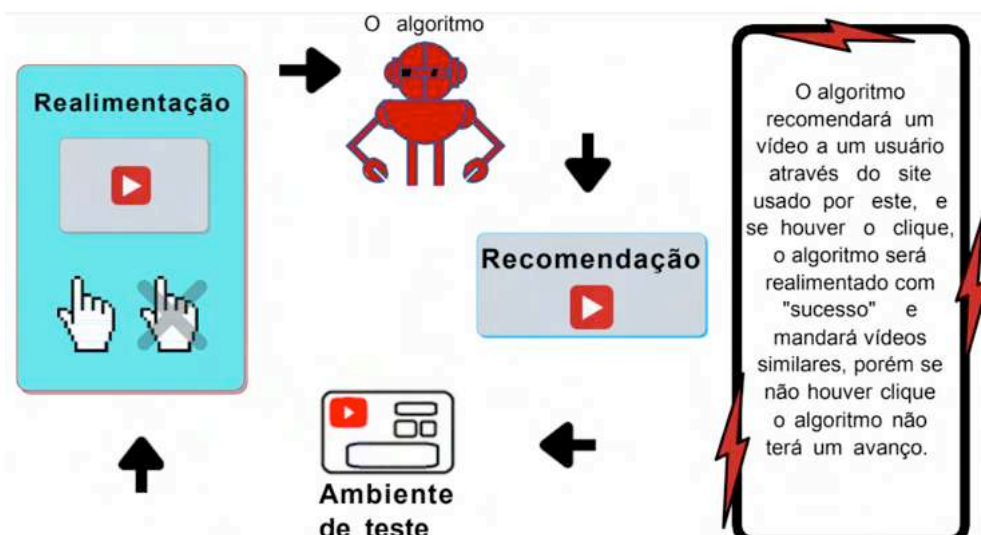 O algoritmo
Realimentação
Recomendação
Ambiente
de teste
O algoritmo
recomendará um
vídeo a um usuário
através do site
usado por este, e
se houver o clique,
o algoritmo será
realimentado com
"sucesso" e
mandará vídeos
similares, porém se
não houver clique
o algoritmo não
terá um avanço.